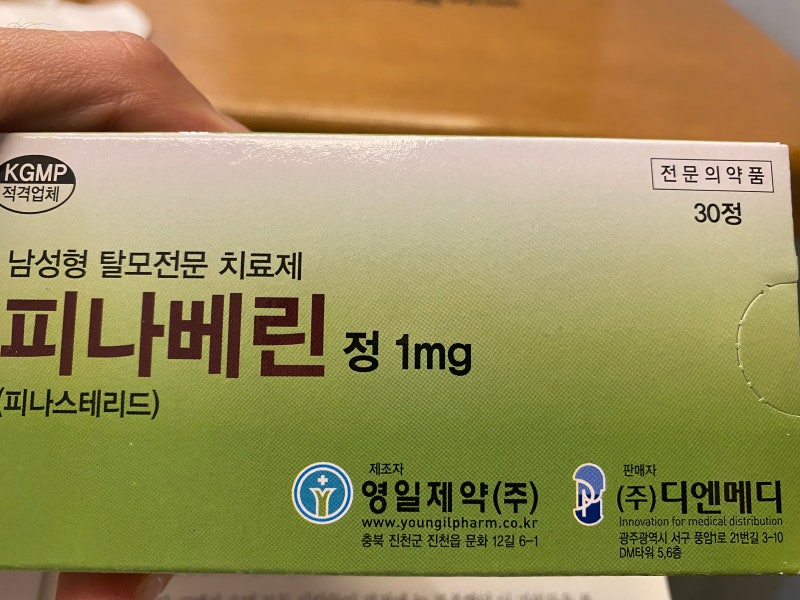 KGMP
적격업체
전문의약품
30정
남성형 탈모전문 치료제
피나베린 정 1mg
(피나스테리드)
제조자
영일제약(주)
www.youngilpharm.co.kr
충북 진천군 진천읍 문화 12길 6-1
판매자
(주)디엔메디
Innovation for medical distribution
광주광역시 서구 풍암1로 21번길 3-10
DM타워 5,6층